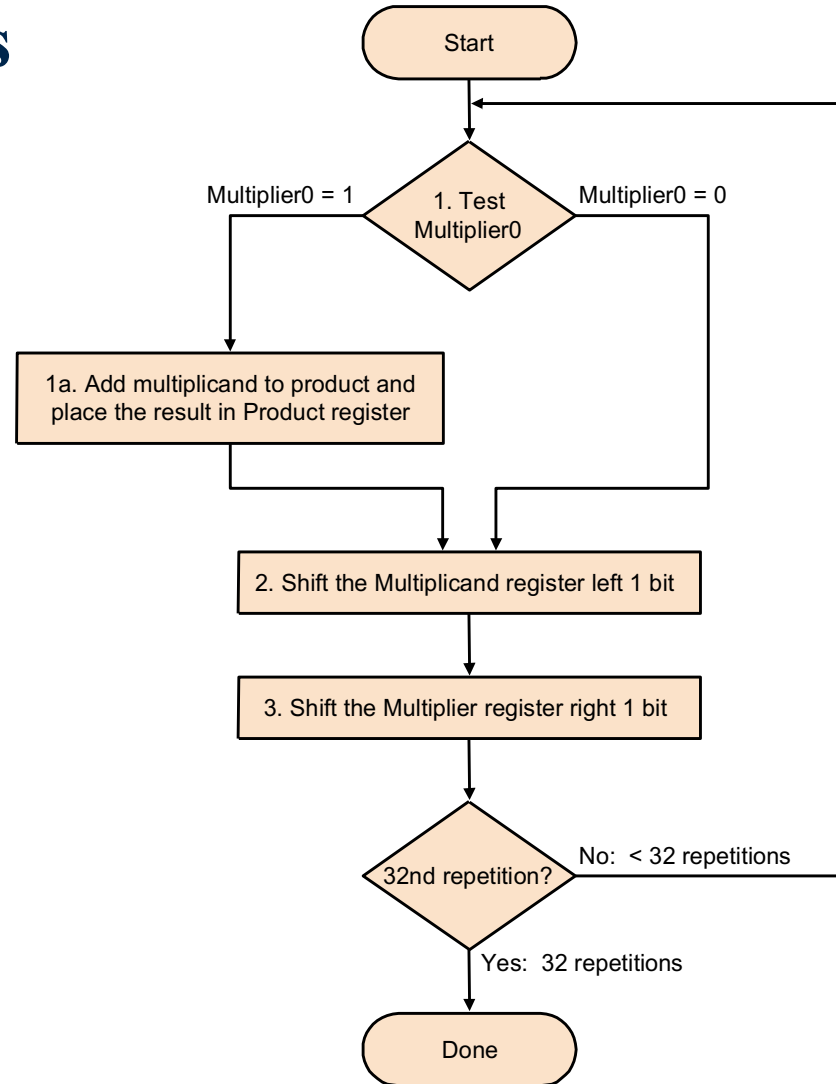 s
Start
Multiplier0 = 1
1. Test
Multiplier0
Multiplier0 = 0
1a. Add multiplicand to product and
place the result in Product register
2. Shift the Multiplicand register left 1 bit
3. Shift the Multiplier register right 1 bit
32nd repetition?
No: < 32 repetitions
Yes: 32 repetitions
Done